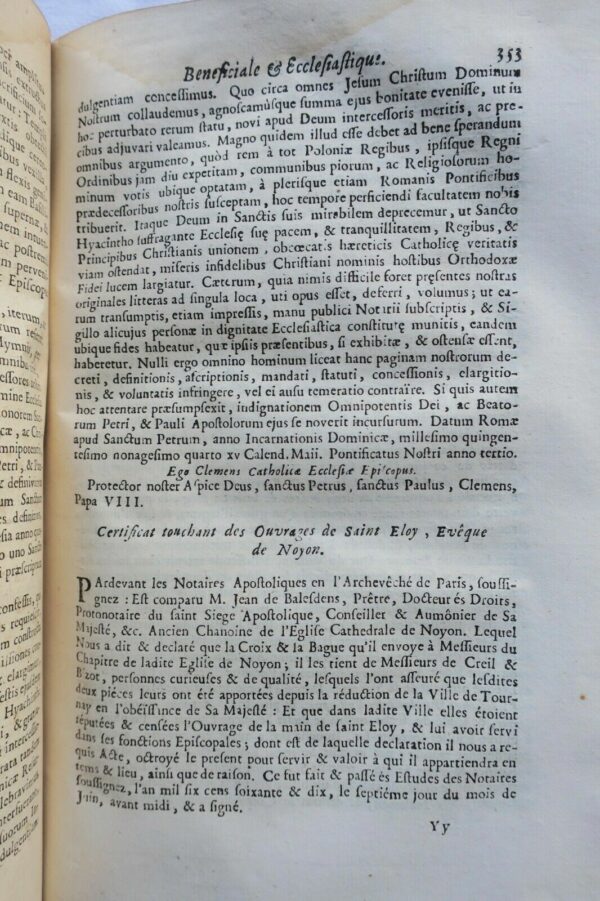 Beneficiale & Ecclesiastique. 353
dulgentiam concessimus. Quo circa omnes Jesum Christum Dominum
Nostrum collaudemus, agnoscamúsque summa ejus bonitate evenisse, ut in
hoc perturbato rerum statu, novi apud Deum intercessoris meritis, ac pre-
cibus adjuvari valeamus. Magno quidem illud esse debet ad bene sperandum
omnibus argumento, quòd rem à tot Poloniæ Regibus, ipsisque Regni
Ordinibus jam diu expetitam, communibus piorum, ac Religiosorum ho-
minum votis ubique optatam, à plerisque etiam Romanis Pontificibus
prædecessoribus nostris susceptam, hoc tempore perficiendi facultatem nobis
tribuerit. Itaque Deum in Sanctis suis mirabilem deprecemur, ut Sancto
Hyacintho suffragante Ecclesię suę pacem, & tranquillitatem, Regibus, &
Principibus Christianis unionem, obcœcatis hæreticis Catholicę veritatis
viam ostendat, miseris infidelibus Christiani nominis hostibus Orthodoxæ
Fidei lucem largiatur. Cæterum, quia nimis difficile foret pręsentes nostras
originales litteras ad singula loca, uti opus esset, deferri, volumus; ut ea-
rum transumptis, etiam impressis, manu publici Notarii subscriptis, & Si-
gillo alicujus personæ in dignitate Ecclesiastica constitutę munitis, eandem
ubique fides habeatur, quæ ipsis præsentibus, si exhibitæ, & ostensæ essent,
haberetur. Nulli ergo omnino hominum liceat hanc paginam nostrorum de-
creti, definitionis, ascriptionis, mandati, statuti, concessionis, elargitio-
nis, & voluntatis infringere, vel ei ausu temeratio contraïre. Si quis autem
hoc attentare præsumpsexit, indignationem Omnipotentis Dei, ac Beato-
rum Petri, & Pauli Apostolorum ejus se noverit incursurum. Datum Romæ
apud Sanctum Petrum, anno Incarnationis Dominicæ, millesimo quingen-
tesimo nonagesimo quarto xv Calend. Maii. Pontificatus Nostri anno tertio.
Ego Clemens Catholicæ Ecclesiæ Episcopus.
Protector noster Aspice Deus, sanctus Petrus, sanctus Paulus, Clemens,
Papa VIII.
Certificat touchant des Ouvrages de Saint Eloy, Evêque
de Noyon.
PArdevant les Notaires Apostoliques en l'Archevêché de Paris, soussi-
gnez : Est comparu M. Jean de Balesdens, Prêtre, Docteur és Droits,
Protonotaire du saint Siege Apostolique, Conseiller & Aumônier de Sa
Majesté, &c. Ancien Chanoine de l'Eglise Cathedrale de Noyon. Lequel
Nous a dit & declaré que la Croix & la Bague qu'il envoye à Messieurs du
Chapitre de ladite Eglise de Noyon; il les tient de Messieurs de Creil &
Bizot, personnes curieuses & de qualité, lesquels l'ont asseuré que lesdites
deux piéces leurs ont été apportées depuis la réduction de la Ville de Tour-
nay en l'obéissance de Sa Majesté : Et que dans ladite Ville elles étoient
réputées & censées l'Ouvrage de la main de saint Eloy, & lui avoir servi
dans ses fonctions Episcopales; dont est de laquelle declaration il nous a re-
quis Acte, octroyé le present pour servir & valoir à qui il appartiendra en
tems & lieu, ainsi que de raison. Ce fut fait & passé és Estudes des Notaires
soussignez, l'an mil six cens soixante & dix, le septiéme jour du mois de
Juin, avant midi, & a signé.
Yy